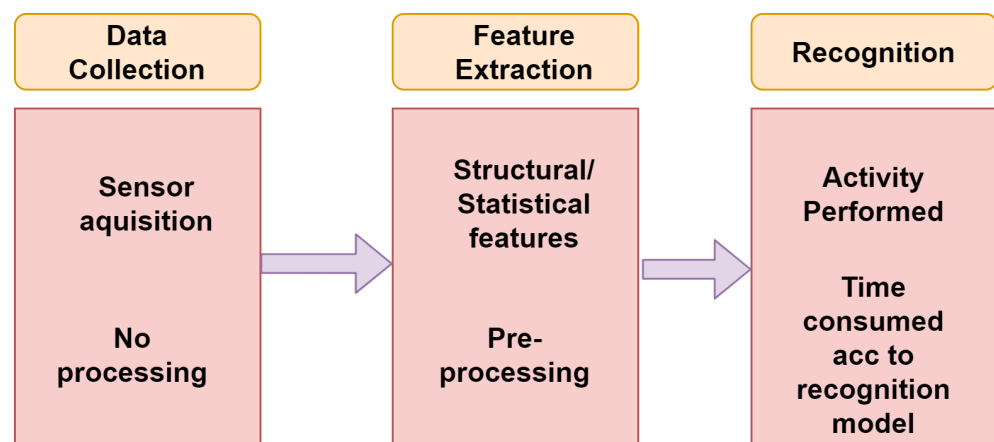 Data
Collection
Feature
Extraction
Recognition
Sensor
aquisition
No
processing
Structural/
Statistical
features
Pre-
processing
Activity
Performed
Time
consumed
acc to
recognition
model